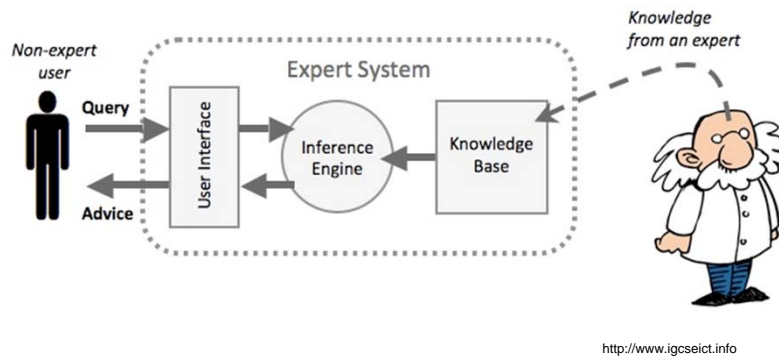 Non-expert
user
Knowledge
from an expert
Expert System
Query
User Interface
Inference
Engine
Knowledge
Base
Advice
http://www.igcseict.info